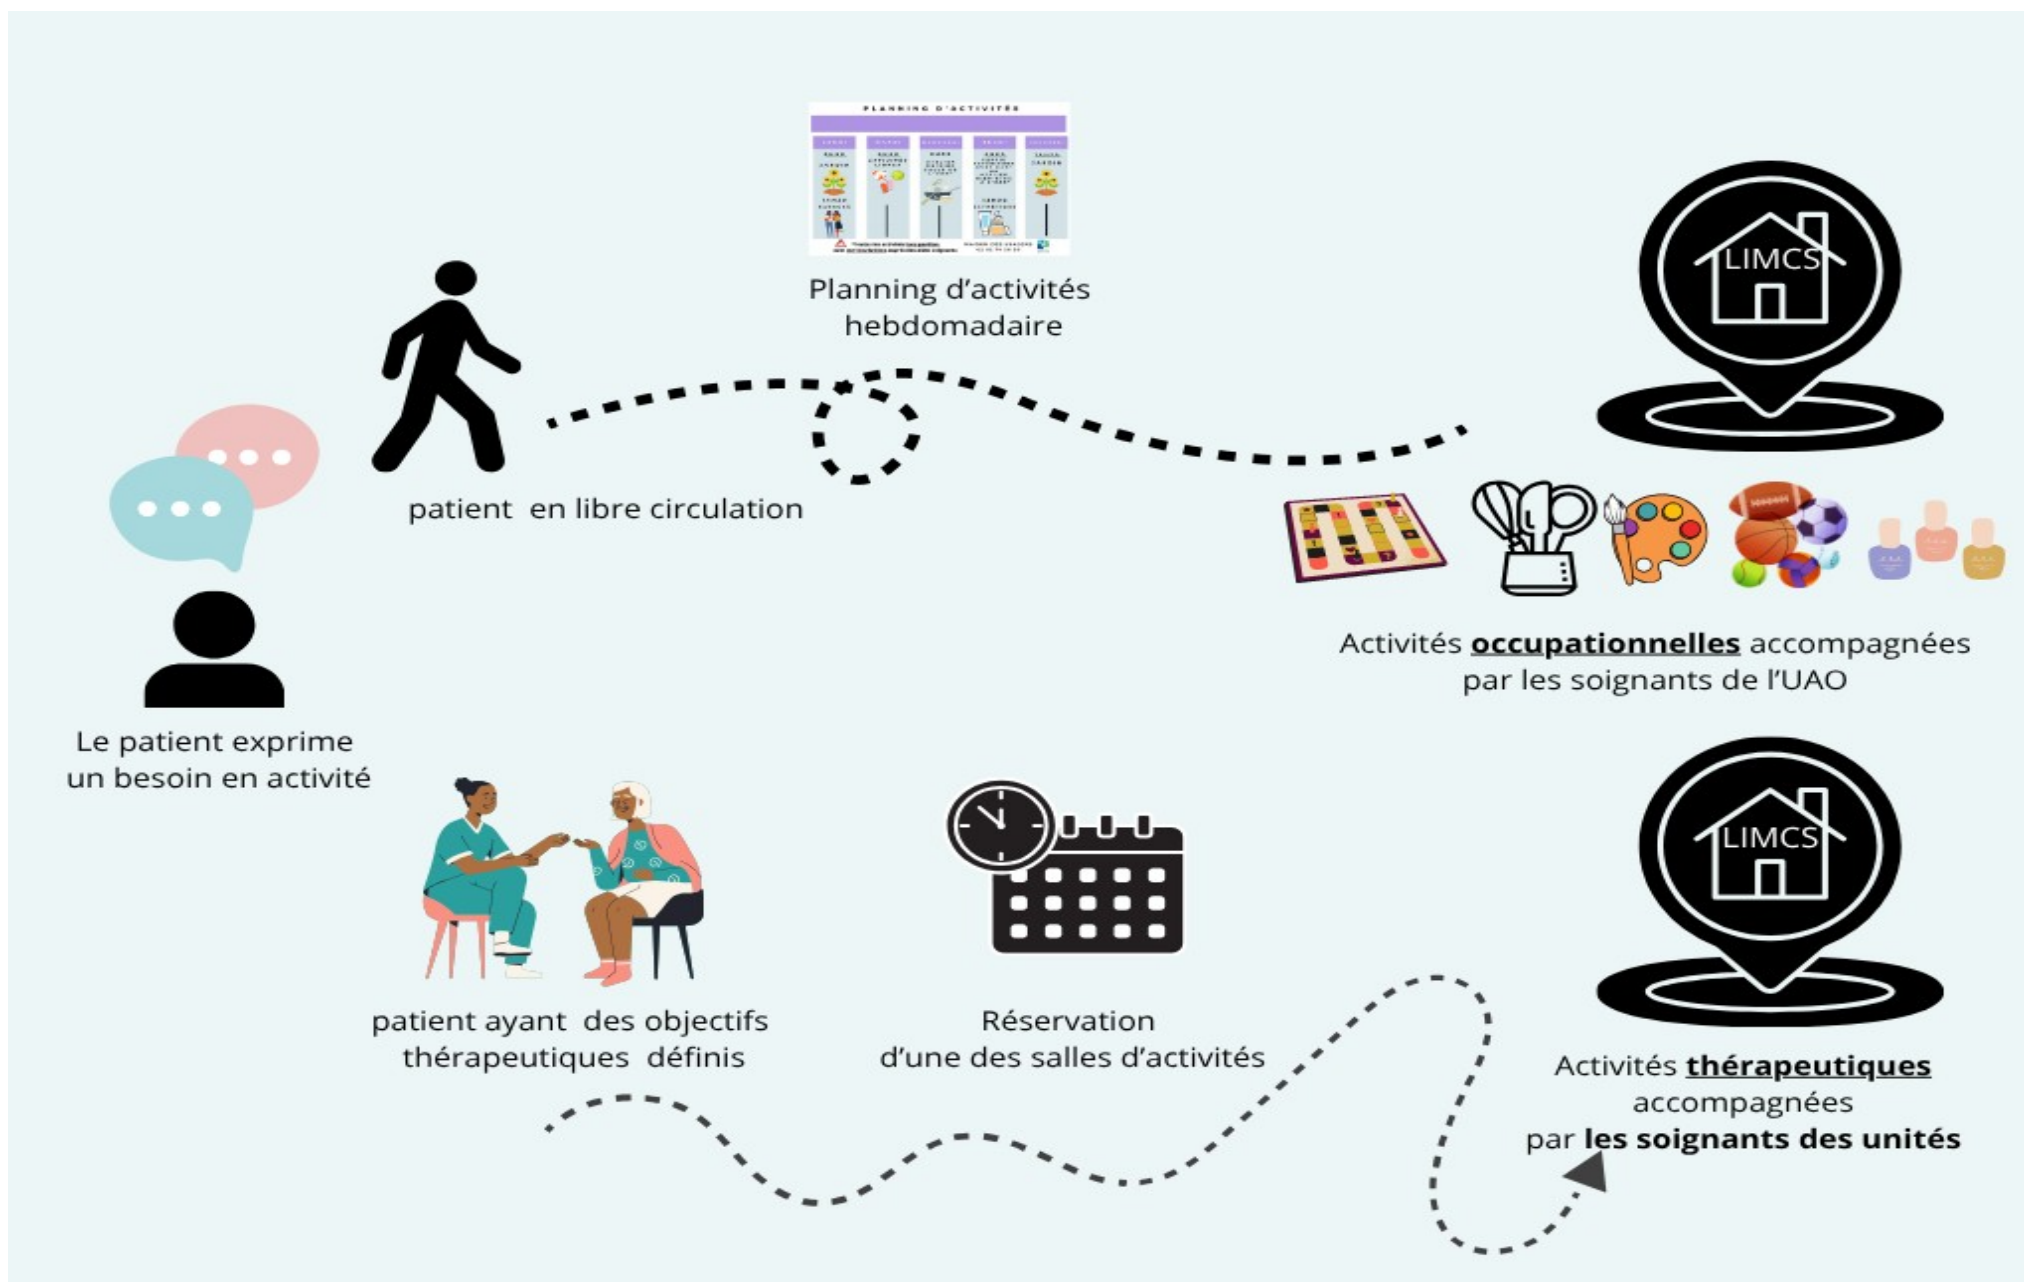 PLANNING D'ACTIVITÉS
Planning d'activités
hebdomadaire
LIMCS
patient en libre circulation
Activités occupationnelles accompagnées
par les soignants de l'UAO
Le patient exprime
un besoin en activité
LIMCS
patient ayant des objectifs
thérapeutiques définis
Réservation
d'une des salles d'activités
Activités thérapeutiques
accompagnées
par les soignants des unités